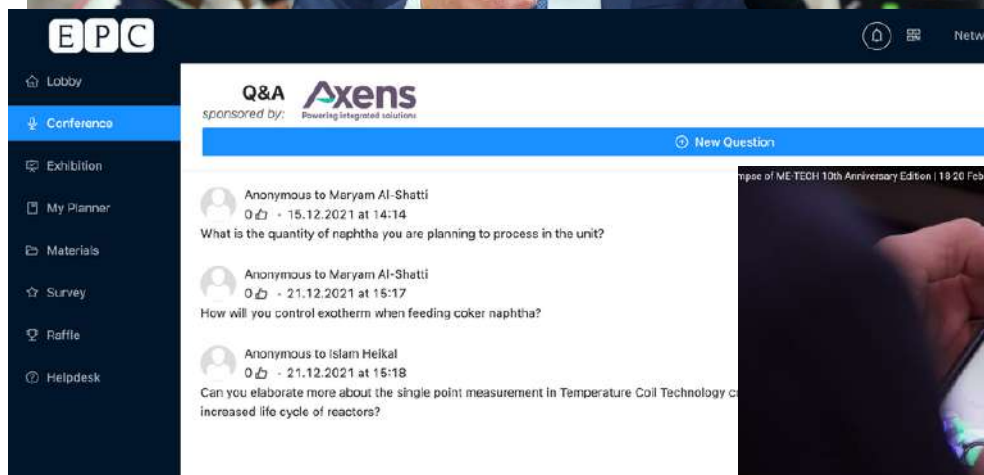 EPC
Netw
Lobby
Conference
Exhibition
My Planner
Materials
Survey
Raffle
Helpdesk
Q&A
sponsored by:
Axens
Powering integrated solutions
New Question
Anonymous to Maryam Al-Shatti
0 · 15.12.2021 at 14:14
What is the quantity of naphtha you are planning to process in the unit?
Anonymous to Maryam Al-Shatti
0 · 21.12.2021 at 15:17
How will you control exotherm when feeding coker naphtha?
Anonymous to Islam Heikal
0 · 21.12.2021 at 15:18
Can you elaborate more about the single point measurement in Temperature Coil Technology c
increased life cycle of reactors?
mpse of ME-TECH 10th Anniversary Edition | 18-20 Feb